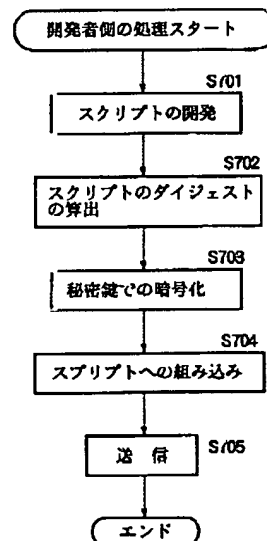 開発者側の処理スタート
S701
スクリプトの開発
S702
スクリプトのダイジェスト
の算出
S703
秘密鍵での暗号化
S704
スプリプトへの組み込み
S705
送 信
エンド